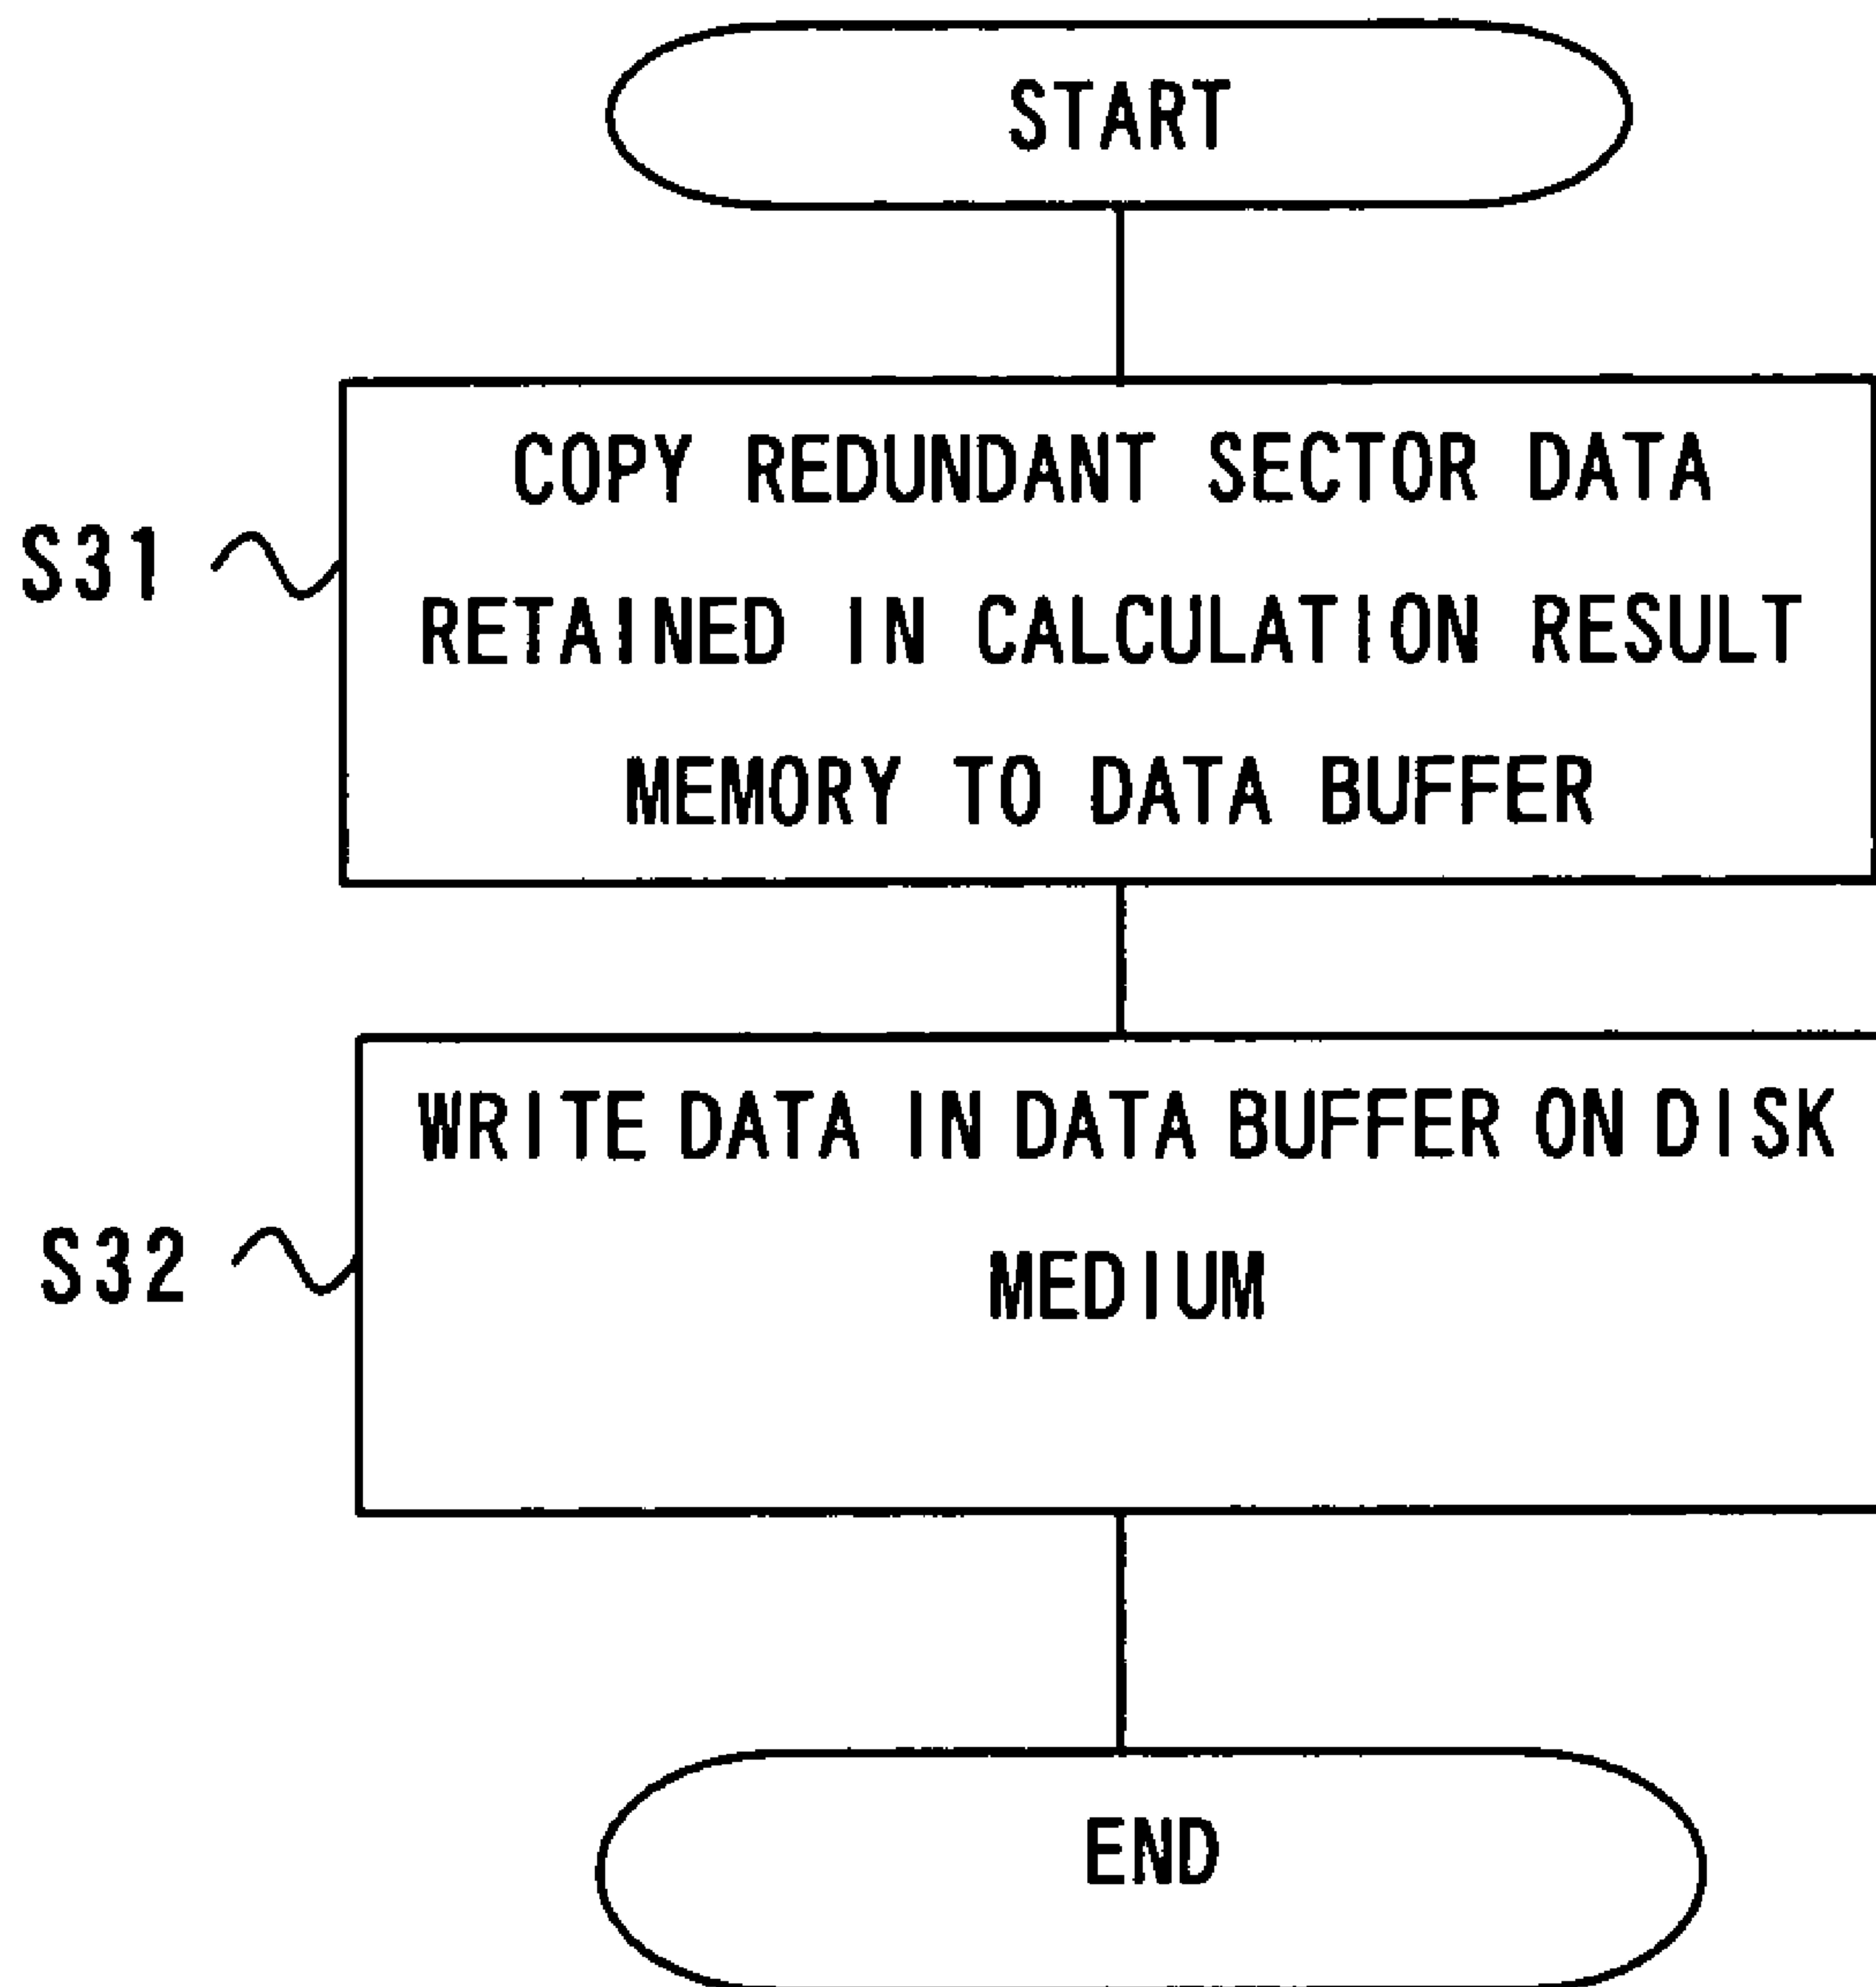 START
COPY REDUNDANT SECTOR DATA
S31
RETAINED IN CALCULATION RESULT
MEMORY TO DATA BUFFER
WRITE DATA IN DATA BUFFER ON DISK
S32
MEDIUM
END